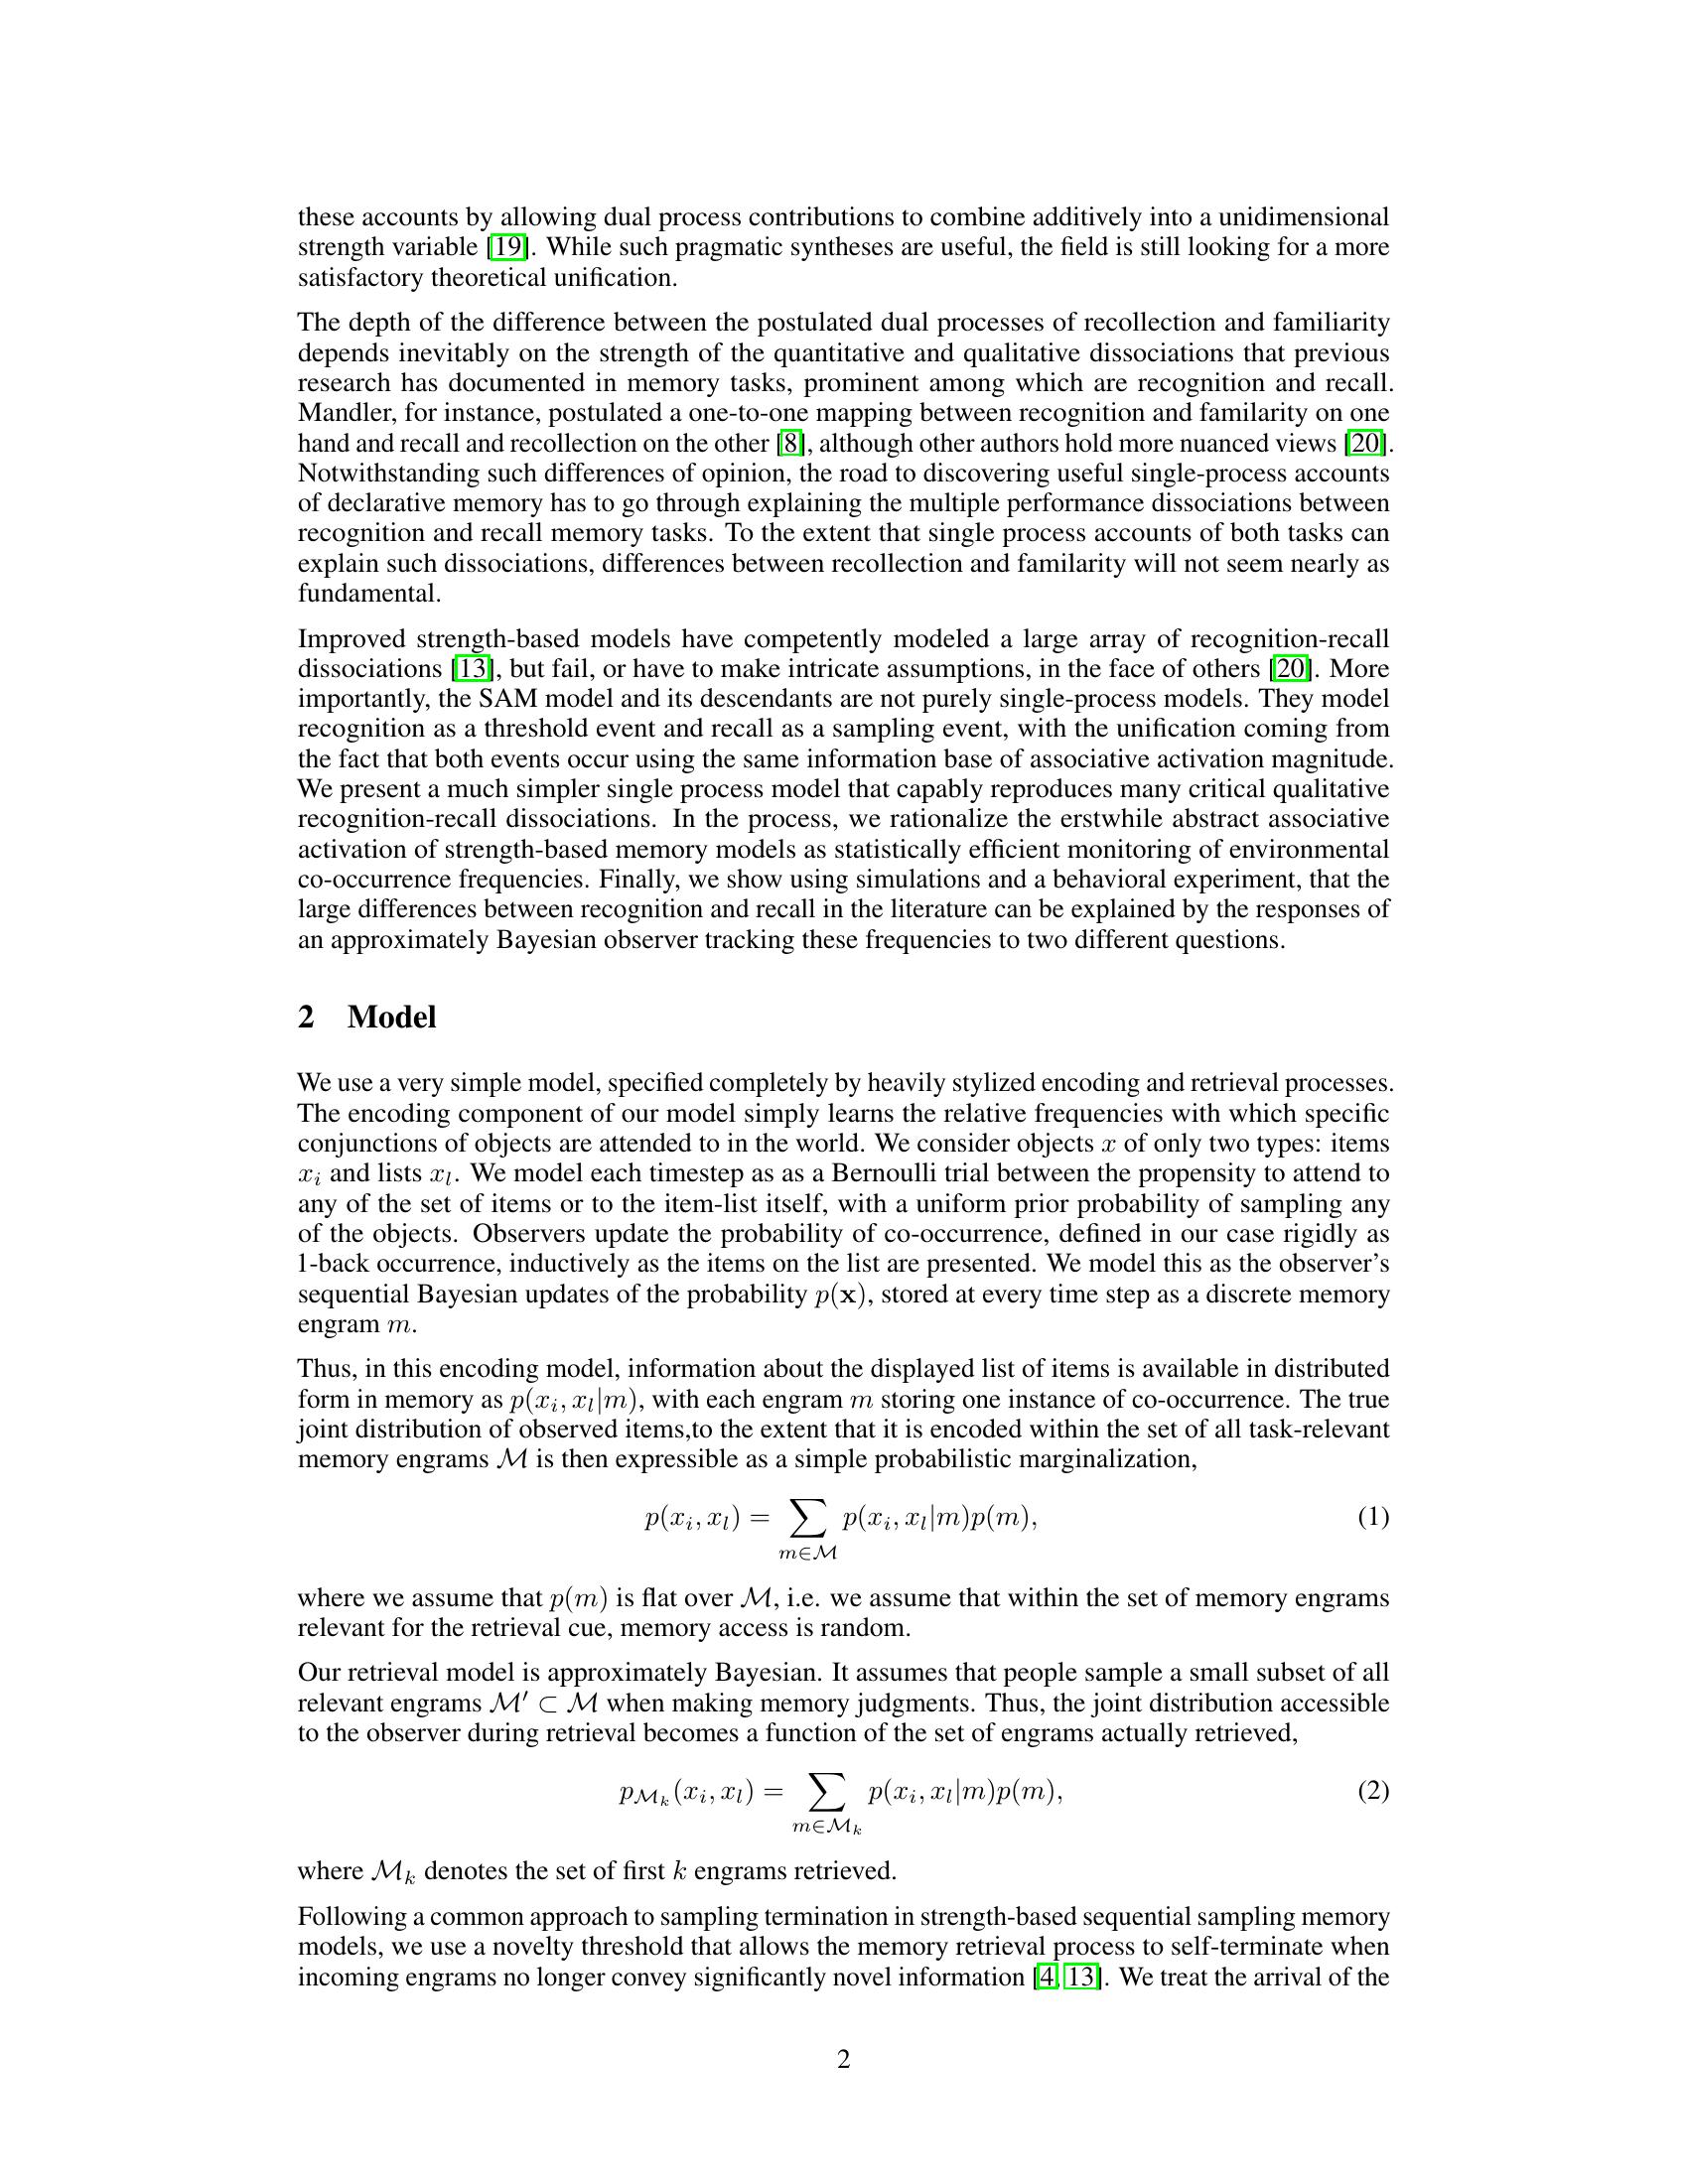 these accounts by allowing dual process contributions to combine additively into a unidimensional
strength variable [19]. While such pragmatic syntheses are useful, the field is still looking for a more
satisfactory theoretical unification.
The depth of the difference between the postulated dual processes of recollection and familiarity
depends inevitably on the strength of the quantitative and qualitative dissociations that previous
research has documented in memory tasks, prominent among which are recognition and recall.
Mandler, for instance, postulated a one-to-one mapping between recognition and familarity on one
hand and recall and recollection on the other [8], although other authors hold more nuanced views [20].
Notwithstanding such differences of opinion, the road to discovering useful single-process accounts
of declarative memory has to go through explaining the multiple performance dissociations between
recognition and recall memory tasks. To the extent that single process accounts of both tasks can
explain such dissociations, differences between recollection and familarity will not seem nearly as
fundamental.
Improved strength-based models have competently modeled a large array of recognition-recall
dissociations [13], but fail, or have to make intricate assumptions, in the face of others [20]. More
importantly, the SAM model and its descendants are not purely single-process models. They model
recognition as a threshold event and recall as a sampling event, with the unification coming from
the fact that both events occur using the same information base of associative activation magnitude.
We present a much simpler single process model that capably reproduces many critical qualitative
recognition-recall dissociations. In the process, we rationalize the erstwhile abstract associative
activation of strength-based memory models as statistically efficient monitoring of environmental
co-occurrence frequencies. Finally, we show using simulations and a behavioral experiment, that the
large differences between recognition and recall in the literature can be explained by the responses of
an approximately Bayesian observer tracking these frequencies to two different questions.
2 Model
We use a very simple model, specified completely by heavily stylized encoding and retrieval processes.
The encoding component of our model simply learns the relative frequencies with which specific
conjunctions of objects are attended to in the world. We consider objects x of only two types: items
x_i and lists x_l. We model each timestep as as a Bernoulli trial between the propensity to attend to
any of the set of items or to the item-list itself, with a uniform prior probability of sampling any
of the objects. Observers update the probability of co-occurrence, defined in our case rigidly as
1-back occurrence, inductively as the items on the list are presented. We model this as the observer's
sequential Bayesian updates of the probability p(x), stored at every time step as a discrete memory
engram m.
Thus, in this encoding model, information about the displayed list of items is available in distributed
form in memory as p(x_i, x_l|m), with each engram m storing one instance of co-occurrence. The true
joint distribution of observed items,to the extent that it is encoded within the set of all task-relevant
memory engrams ℳ is then expressible as a simple probabilistic marginalization,
p(x_i, x_l) = ∑_{m∈ℳ} p(x_i, x_l|m)p(m), (1)
where we assume that p(m) is flat over ℳ, i.e. we assume that within the set of memory engrams
relevant for the retrieval cue, memory access is random.
Our retrieval model is approximately Bayesian. It assumes that people sample a small subset of all
relevant engrams ℳ′ ⊂ ℳ when making memory judgments. Thus, the joint distribution accessible
to the observer during retrieval becomes a function of the set of engrams actually retrieved,
p_{ℳ_k}(x_i, x_l) = ∑_{m∈ℳ_k} p(x_i, x_l|m)p(m), (2)
where ℳ_k denotes the set of first k engrams retrieved.
Following a common approach to sampling termination in strength-based sequential sampling memory
models, we use a novelty threshold that allows the memory retrieval process to self-terminate when
incoming engrams no longer convey significantly novel information [4, 13]. We treat the arrival of the
2